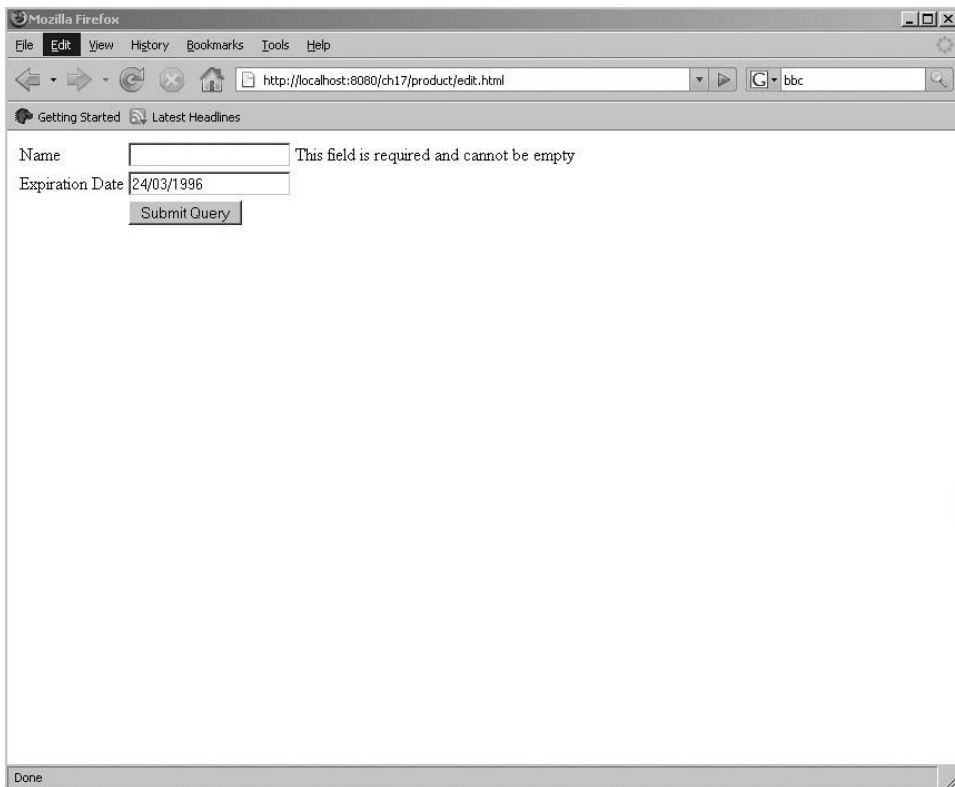 Mozilla Firefox
File Edit View History Bookmarks Tools Help
http://localhost:8080/ch17/product/edit.html G bbc
Getting Started Latest Headlines
Name This field is required and cannot be empty
Expiration Date 24/03/1996
Submit Query
Done